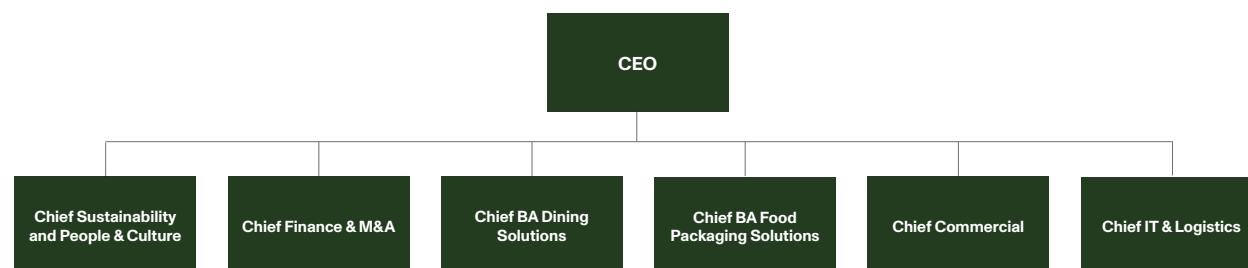 CEO
Chief Sustainability
and People & Culture
Chief Finance & M&A
Chief BA Dining
Solutions
Chief BA Food
Packaging Solutions
Chief Commercial
Chief IT & Logistics